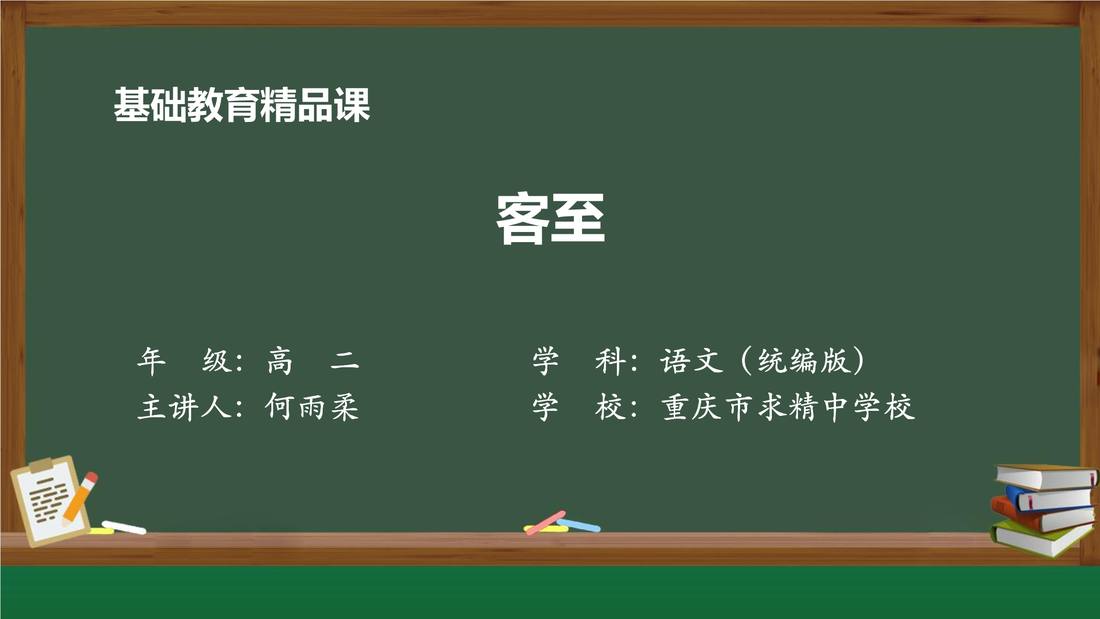 基础教育精品课
客至
年 级：高 二 学 科：语文（统编版）
主讲人：何雨柔 学 校：重庆市求精中学校